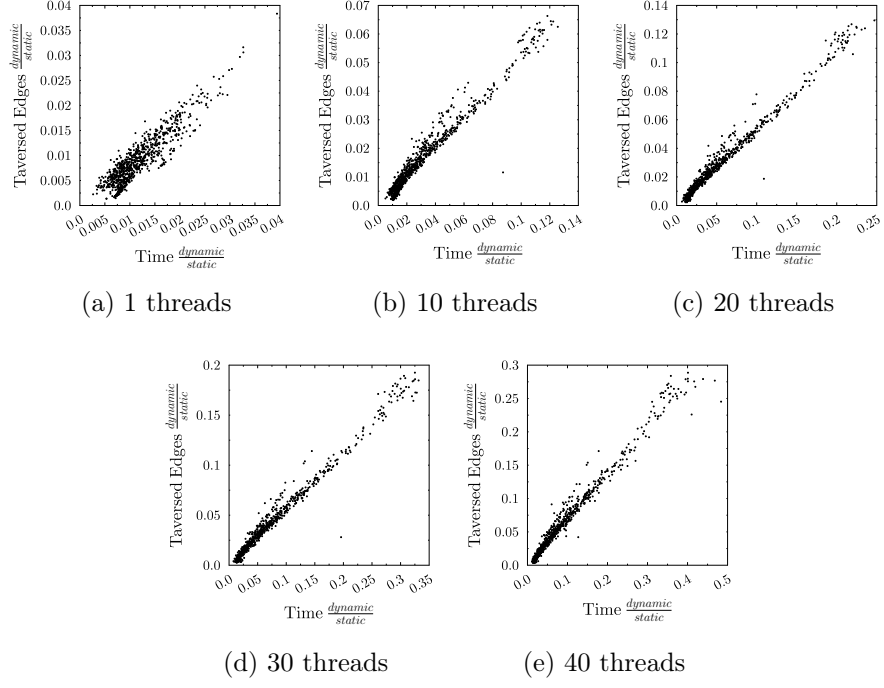 Taversed Edges dynamic/static
0.04
0.035
0.03
0.025
0.02
0.015
0.01
0.005
0.0
0.0 0.005 0.01 0.015 0.02 0.025 0.03 0.035 0.04
Time dynamic/static
(a) 1 threads
Taversed Edges dynamic/static
0.07
0.06
0.05
0.04
0.03
0.02
0.01
0.0
0.0 0.02 0.04 0.06 0.08 0.1 0.12 0.14
Time dynamic/static
(b) 10 threads
Taversed Edges dynamic/static
0.14
0.12
0.1
0.08
0.06
0.04
0.02
0.0
0.0 0.05 0.1 0.15 0.2 0.25
Time dynamic/static
(c) 20 threads
Taversed Edges dynamic/static
0.2
0.15
0.1
0.05
0.0
0.0 0.05 0.1 0.15 0.2 0.25 0.3 0.35
Time dynamic/static
(d) 30 threads
Taversed Edges dynamic/static
0.3
0.25
0.2
0.15
0.1
0.05
0.0
0.0 0.1 0.2 0.3 0.4 0.5
Time dynamic/static
(e) 40 threads